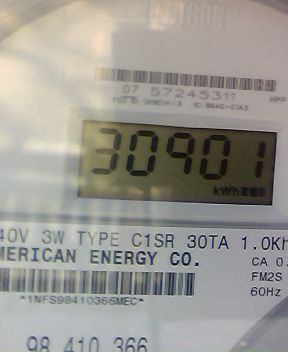 CENTRON
07 57245311
30901
kWh
40V 3W TYPE C1SR 30TA 1.0Kh
MERICAN ENERGY CO.
CA 0.
FM2S
60Hz
*1NFS98410366MEC*
98 410 366